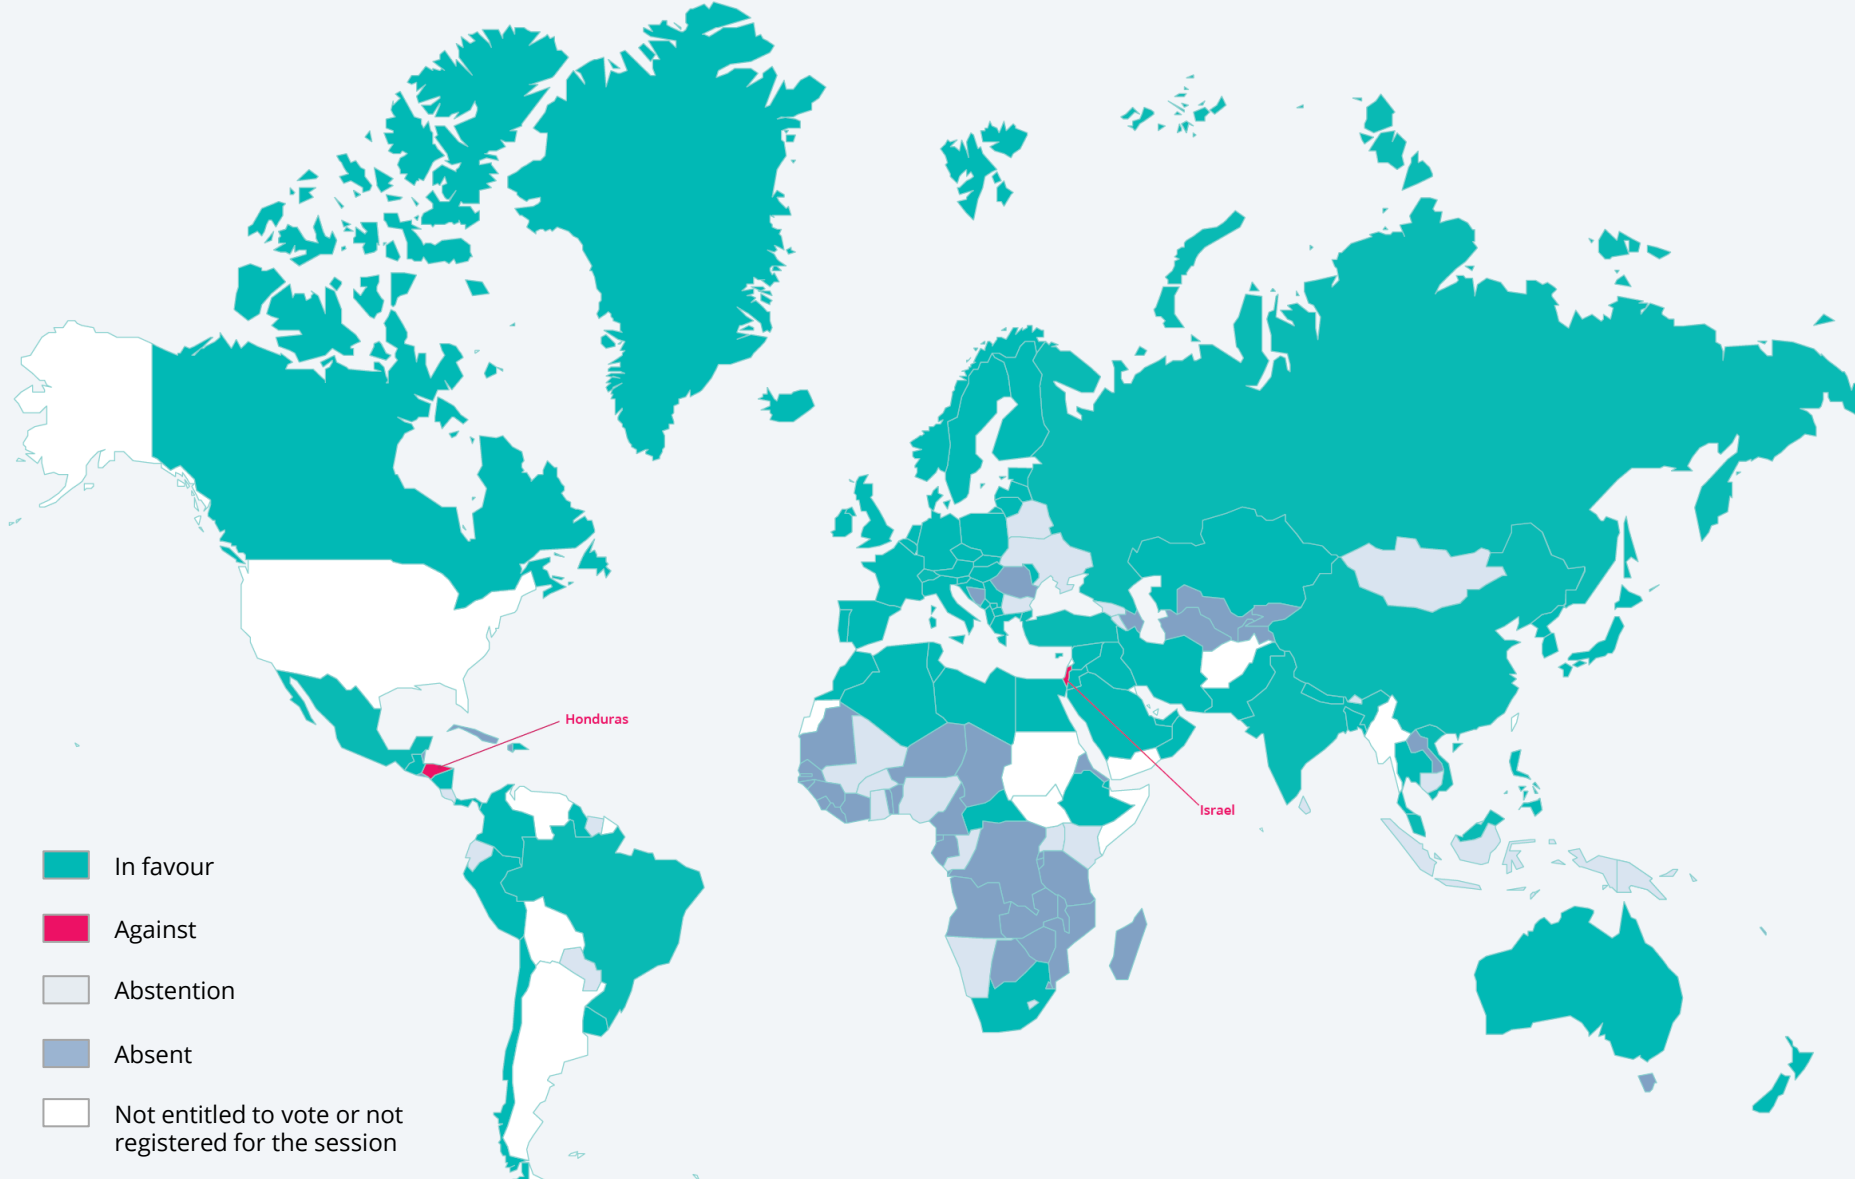 Honduras
Israel
In favour
Against
Abstention
Absent
Not entitled to vote or not
registered for the session